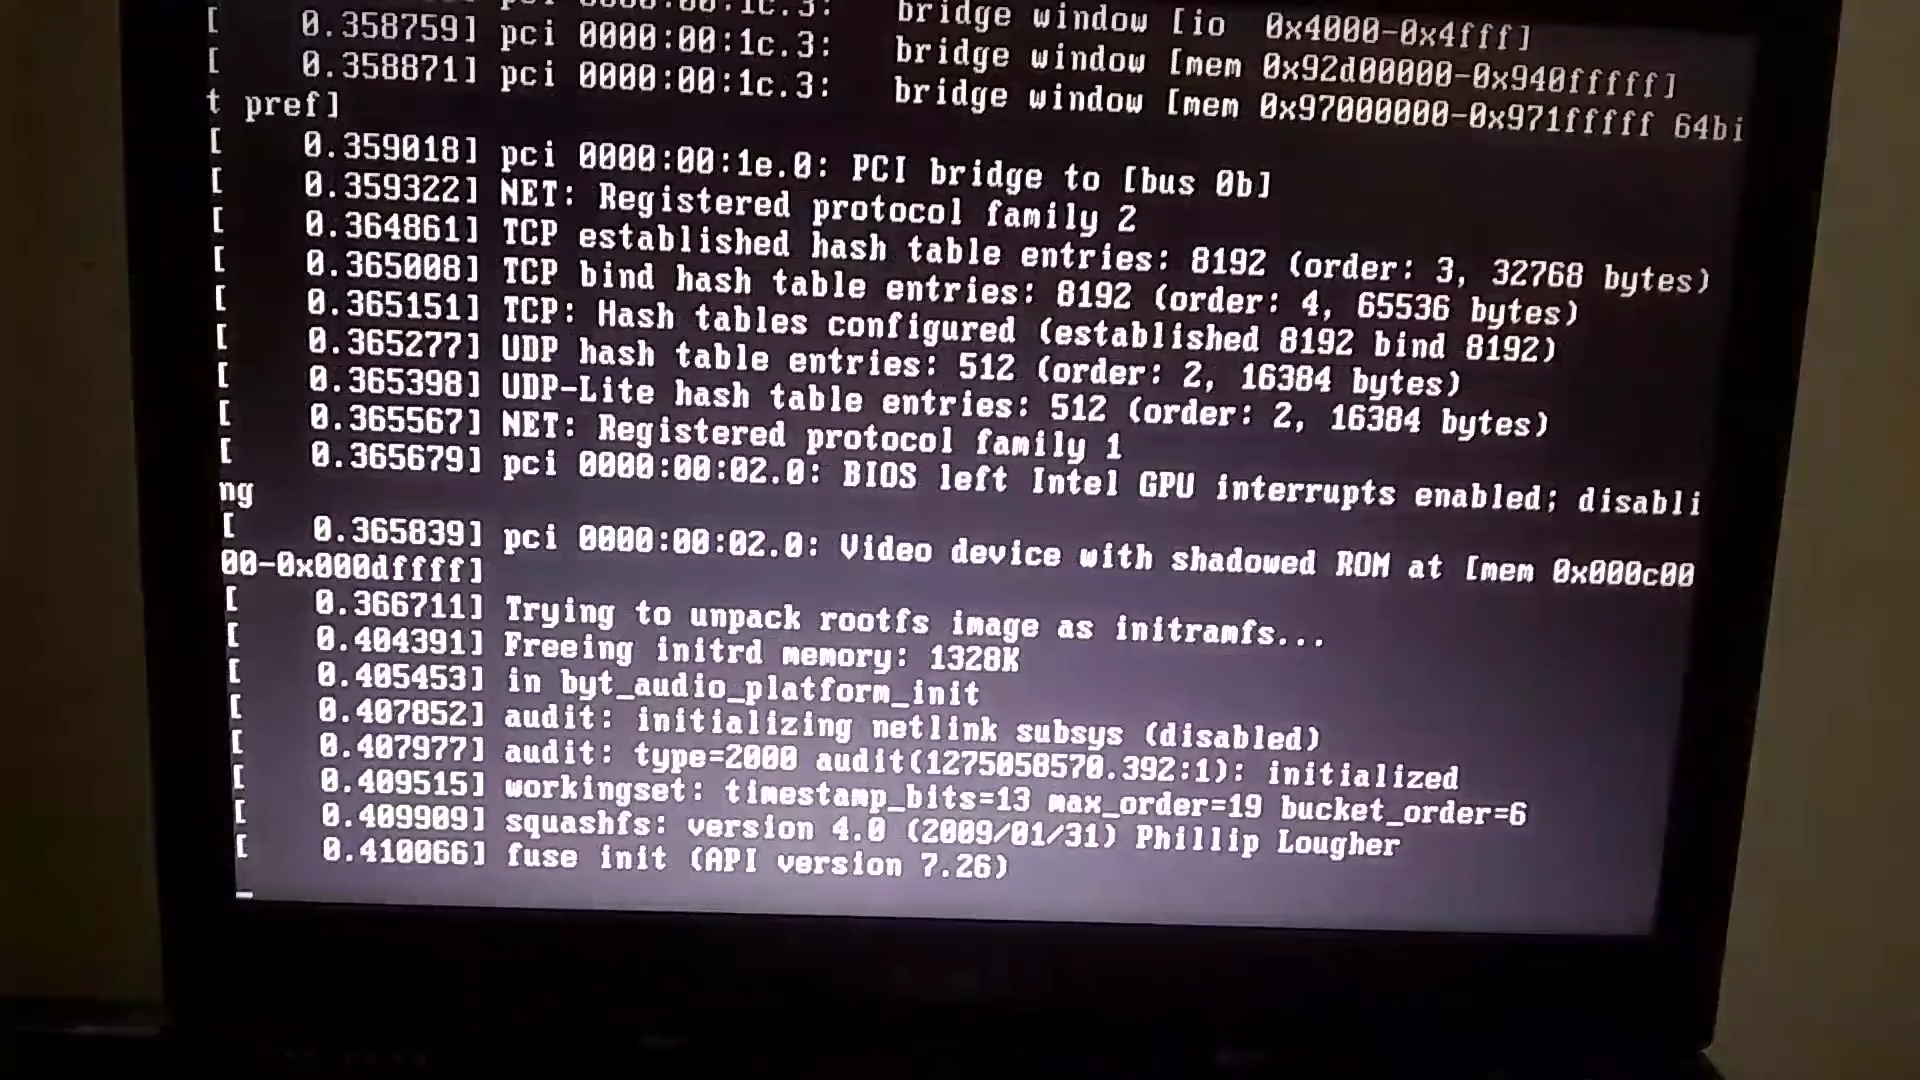 0000:00:1c.3: bridge window [io 0x4000-0x4fff]
[ 0.358759] pci 0000:00:1c.3: bridge window [mem 0x92d00000-0x940fffff]
[ 0.358871] pci 0000:00:1c.3: bridge window [mem 0x97000000-0x971fffff 64bi
t pref]
[ 0.359018] pci 0000:00:1e.0: PCI bridge to [bus 0b]
[ 0.359322] NET: Registered protocol family 2
[ 0.364861] TCP established hash table entries: 8192 (order: 3, 32768 bytes)
[ 0.365008] TCP bind hash table entries: 8192 (order: 4, 65536 bytes)
[ 0.365151] TCP: Hash tables configured (established 8192 bind 8192)
[ 0.365277] UDP hash table entries: 512 (order: 2, 16384 bytes)
[ 0.365398] UDP-Lite hash table entries: 512 (order: 2, 16384 bytes)
[ 0.365567] NET: Registered protocol family 1
[ 0.365679] pci 0000:00:02.0: BIOS left Intel GPU interrupts enabled; disabli
ng
[ 0.365839] pci 0000:00:02.0: Video device with shadowed ROM at [mem 0x000c00
00-0x000dffff]
[ 0.366711] Trying to unpack rootfs image as initramfs...
[ 0.404391] Freeing initrd memory: 1328K
[ 0.405453] in byt_audio_platform_init
[ 0.407852] audit: initializing netlink subsys (disabled)
[ 0.407977] audit: type=2000 audit(1275058570.392:1): initialized
[ 0.409515] workingset: timestamp_bits=13 max_order=19 bucket_order=6
[ 0.409909] squashfs: version 4.0 (2009/01/31) Phillip Lougher
[ 0.410066] fuse init (API version 7.26)
_